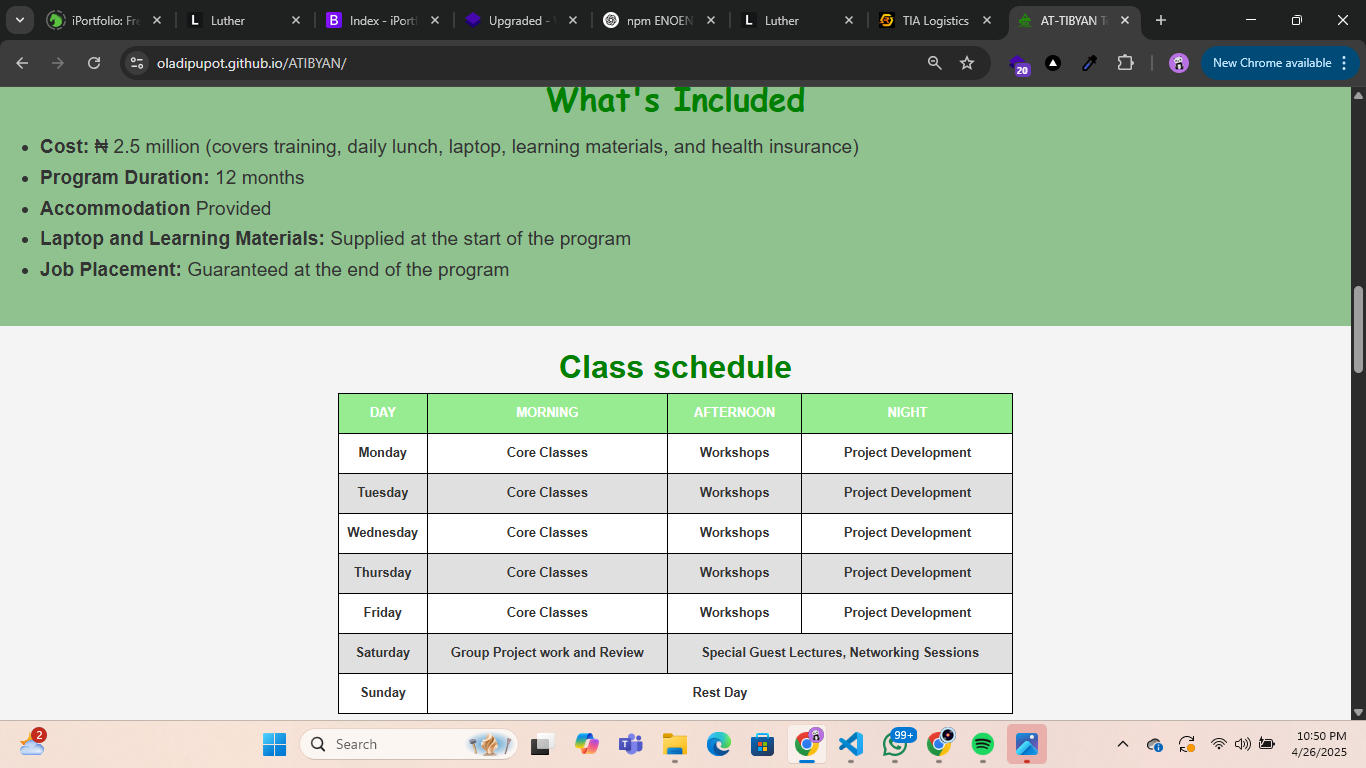 iPortfolio: Fre
Luther
Index - iPort
Upgraded -
npm ENOEN
Luther
TIA Logistics
AT-TIBYAN T
oladipupot.github.io/ATIBYAN/
20
New Chrome available
What's Included
Cost: ₦ 2.5 million (covers training, daily lunch, laptop, learning materials, and health insurance)
Program Duration: 12 months
Accommodation Provided
Laptop and Learning Materials: Supplied at the start of the program
Job Placement: Guaranteed at the end of the program
Class schedule
DAY MORNING AFTERNOON NIGHT
Monday Core Classes Workshops Project Development
Tuesday Core Classes Workshops Project Development
Wednesday Core Classes Workshops Project Development
Thursday Core Classes Workshops Project Development
Friday Core Classes Workshops Project Development
Saturday Group Project work and Review Special Guest Lectures, Networking Sessions
Sunday Rest Day
2
Search
99+
10:50 PM
4/26/2025